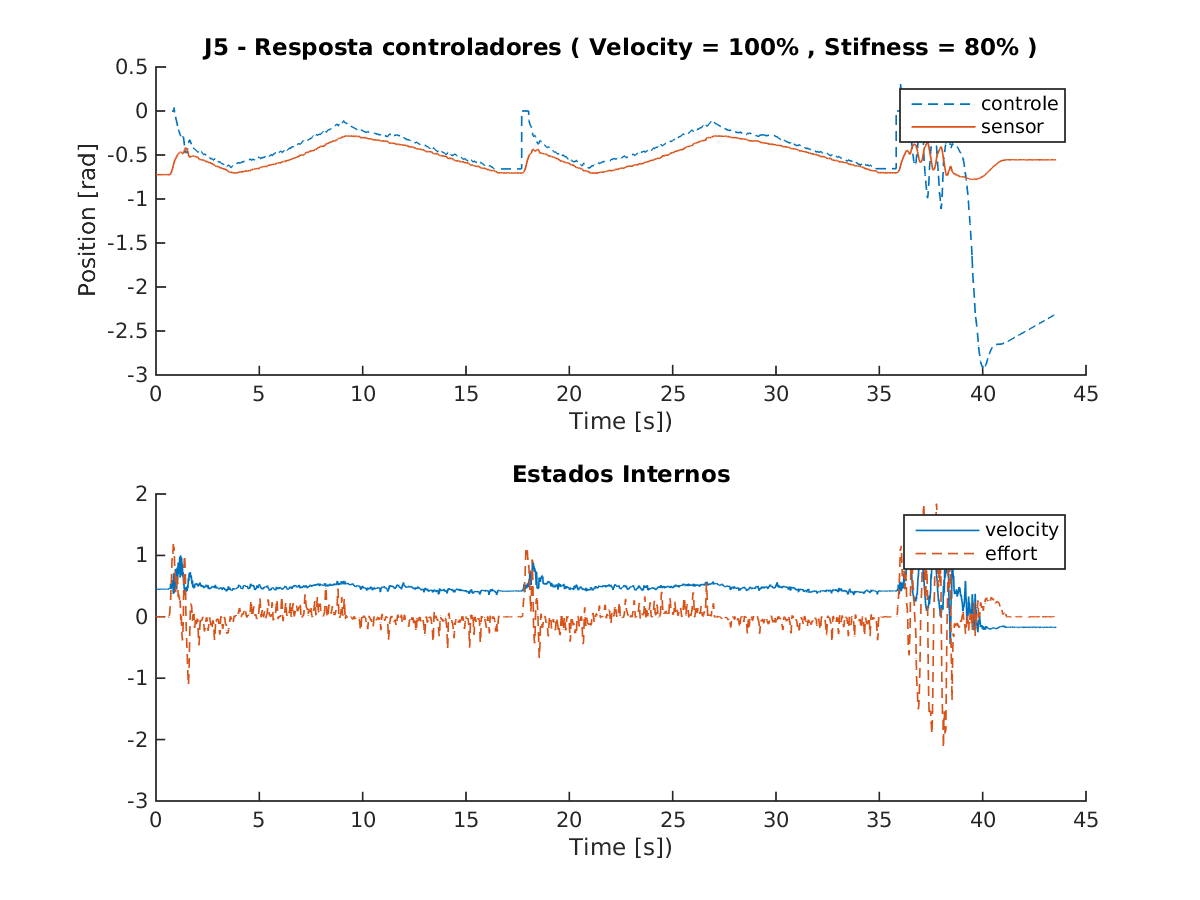 J5 - Resposta controladores ( Velocity = 100% , Stifness = 80% )
0.5
0
-0.5
-1
-1.5
-2
-2.5
-3
Position [rad]
controle
sensor
0 5 10 15 20 25 30 35 40 45
Time [s])
Estados Internos
2
1
0
-1
-2
-3
velocity
effort
0 5 10 15 20 25 30 35 40 45
Time [s])